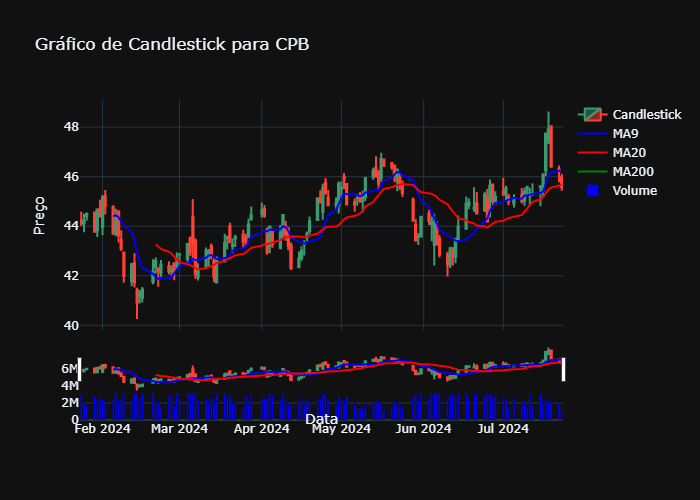 Gráfico de Candlestick para CPB
Candlestick
MA9
MA20
MA200
Volume
Preço
48
46
44
42
40
6M
4M
2M
0
Data
Feb 2024
Mar 2024
Apr 2024
May 2024
Jun 2024
Jul 2024